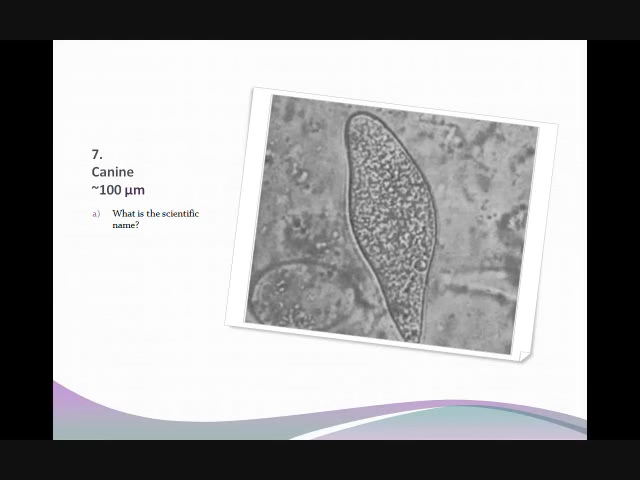 7.
Canine
~100 µm
a) What is the scientific
name?